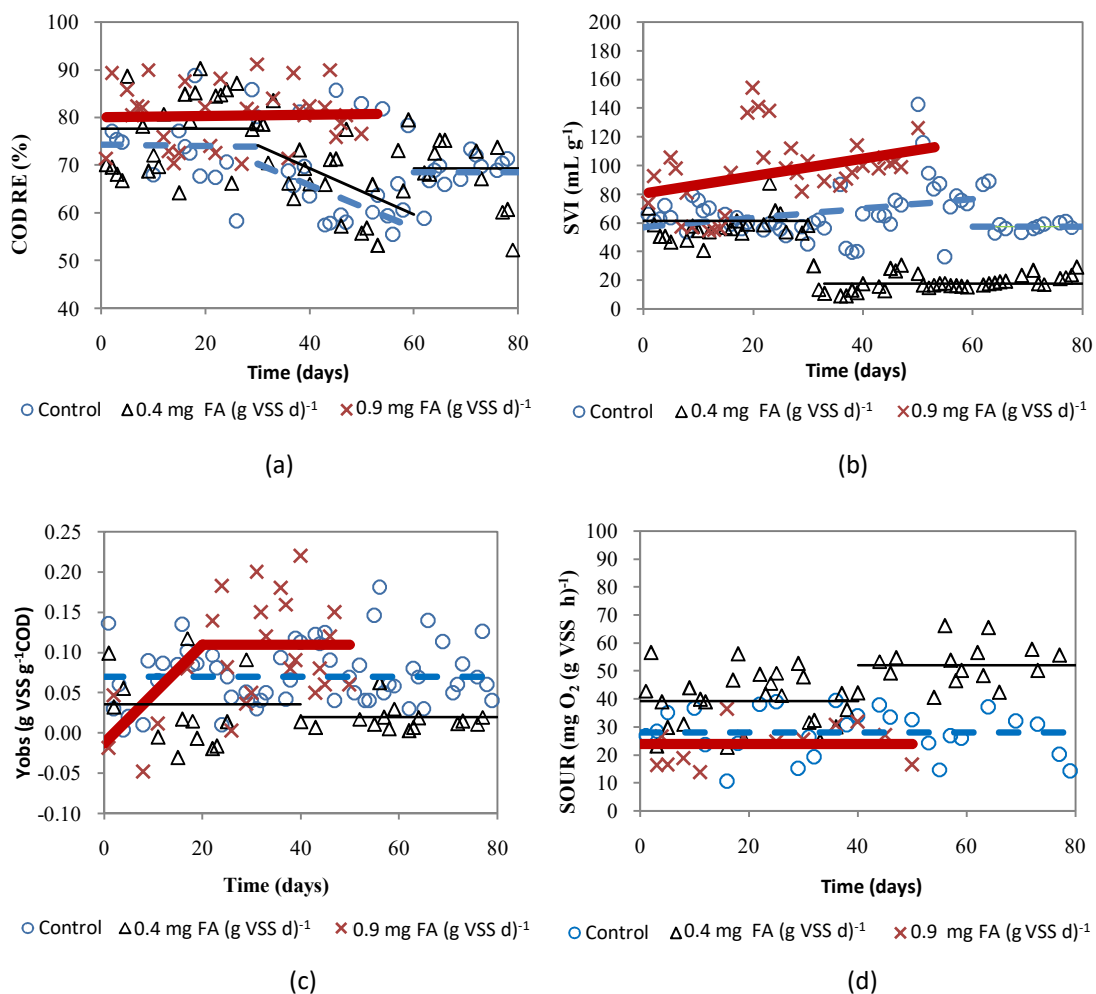 COD RE (%)
100
90
80
70
60
50
40
0
20
40
60
80
Time (days)
Control
0.4 mg FA (g VSS d)-1
0.9 mg FA (g VSS d)-1
(a)
SVI (mL g-1)
200
180
160
140
120
100
80
60
40
20
0
0
20
40
60
80
Time (days)
Control
0.4 mg FA (g VSS d)-1
0.9 mg FA (g VSS d)-1
(b)
Yobs (g VSS g-1COD)
0.25
0.20
0.15
0.10
0.05
0.00
-0.05
-0.10
0
20
40
60
80
Time (days)
Control
0.4 mg FA (g VSS d)-1
0.9 mg FA (g VSS d)-1
(c)
SOUR (mg O2 (g VSS h)-1)
100
90
80
70
60
50
40
30
20
10
0
0
20
40
60
80
Time (days)
Control
0.4 mg FA (g VSS d)-1
0.9 mg FA (g VSS d)-1
(d)